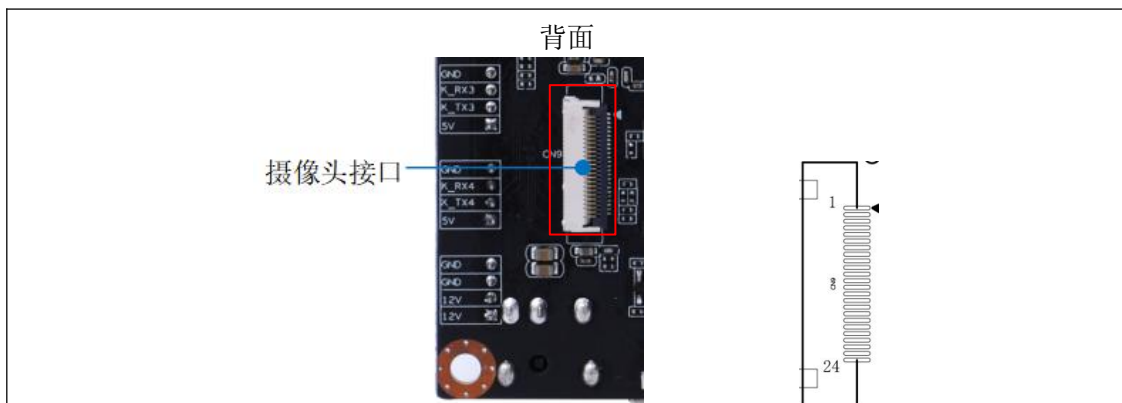 背面
GND
K_RX3
K_TX3
5V
CN9
摄像头接口
GND
K_RX4
K_TX4
5V
GND
GND
12V
12V
1
8
24